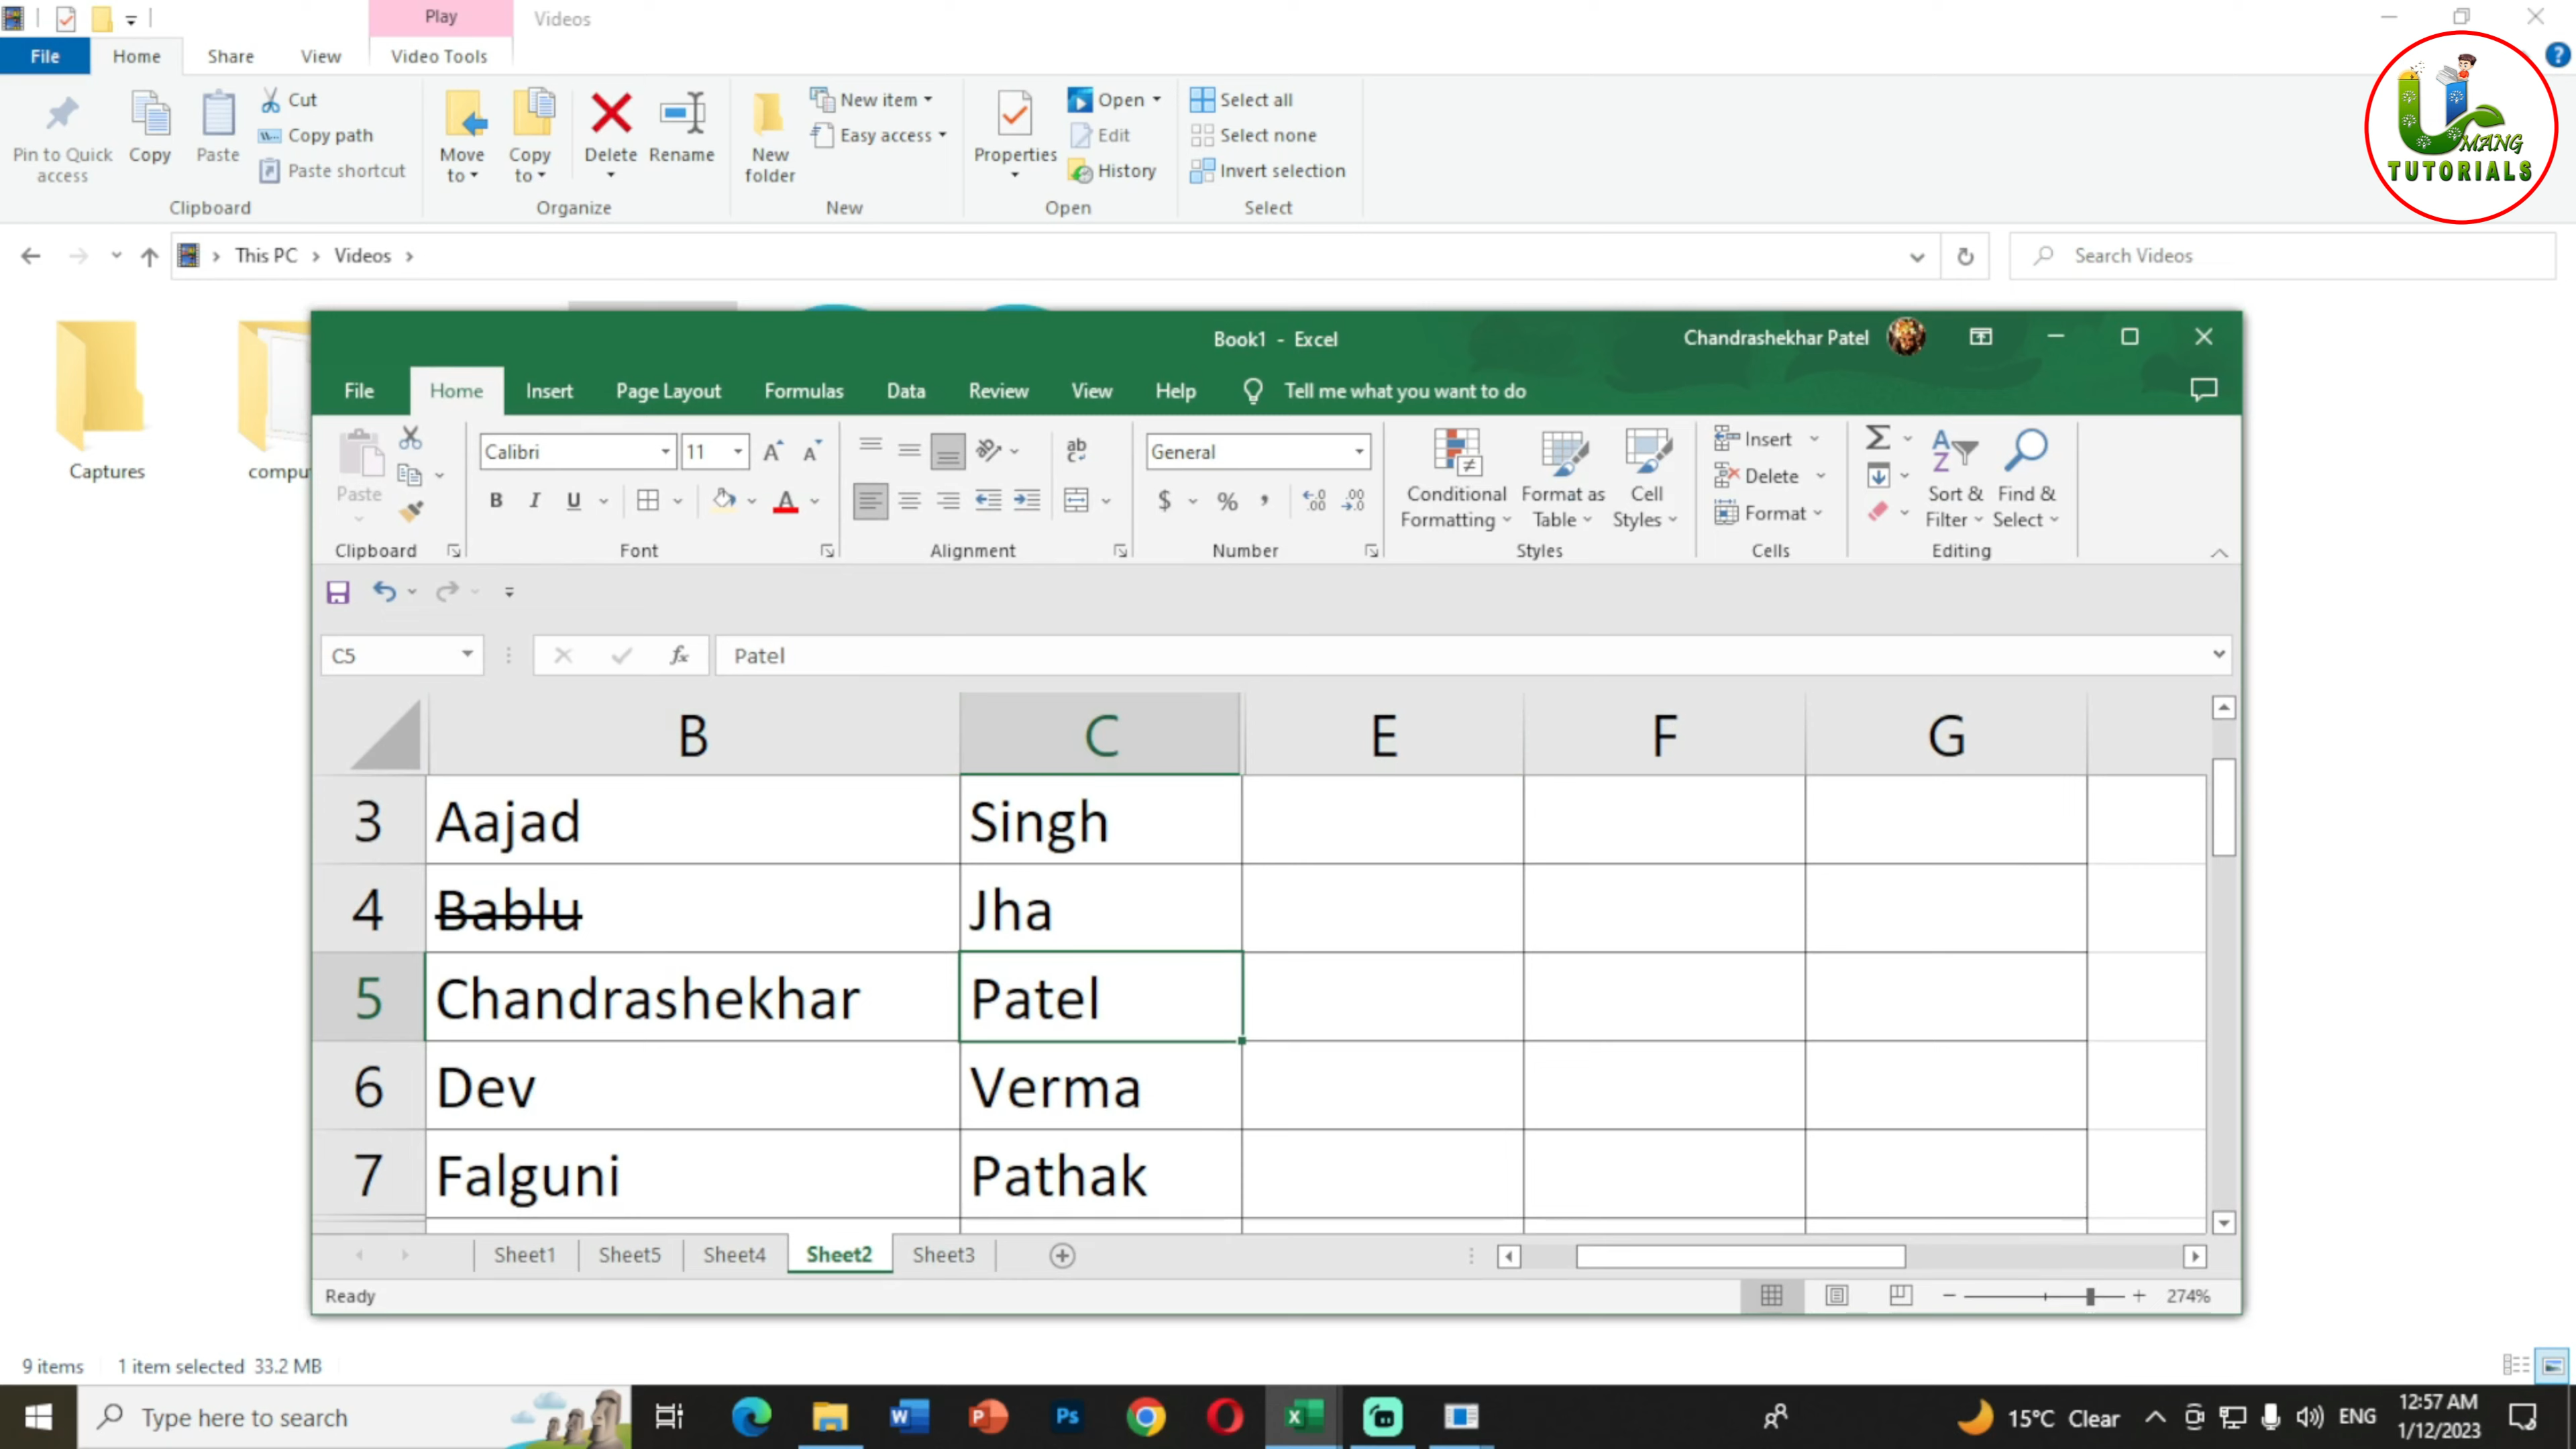 Play
Videos
File
Home
Share
View
Video Tools
Pin to Quick access
Copy
Paste
Cut
Copy path
Paste shortcut
Clipboard
Move to
Copy to
Delete
Rename
Organize
New folder
New item
Easy access
New
Properties
Open
Edit
History
Open
Select all
Select none
Invert selection
Select
UMANG
TUTORIALS
This PC
Videos
Search Videos
Captures
compu
Book1 - Excel
Chandrashekhar Patel
File
Home
Insert
Page Layout
Formulas
Data
Review
View
Help
Tell me what you want to do
Paste
Clipboard
Calibri
11
B I U
A
Font
ab
Alignment
General
$ % ,
Number
Conditional Formatting
Format as Table
Cell Styles
Styles
Insert
Delete
Format
Cells
Sort & Filter
Find & Select
Editing
C5
fx
Patel
B C E F G
3 Aajad Singh
4 Bablu Jha
5 Chandrashekhar Patel
6 Dev Verma
7 Falguni Pathak
Sheet1
Sheet5
Sheet4
Sheet2
Sheet3
Ready
274%
9 items
1 item selected 33.2 MB
Type here to search
15°C Clear
ENG
12:57 AM
1/12/2023